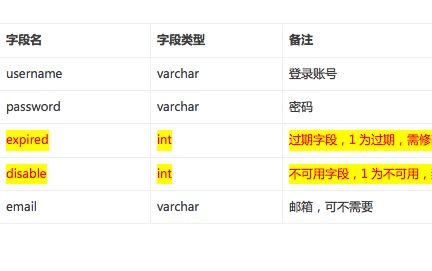 字段名 字段类型 备注
username varchar 登录账号
password varchar 密码
expired int 过期字段，1 为过期，需修
disable int 不可用字段，1 为不可用，
email varchar 邮箱，可不需要